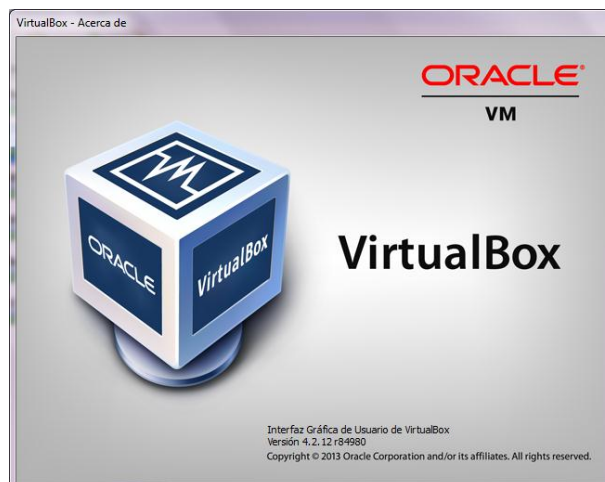 VirtualBox - Acerca de
ORACLE
VM
ORACLE
VirtualBox
VirtualBox
Interfaz Gráfica de Usuario de VirtualBox
Versión 4.2.12 r84980
Copyright © 2013 Oracle Corporation and/or its affiliates. All rights reserved.